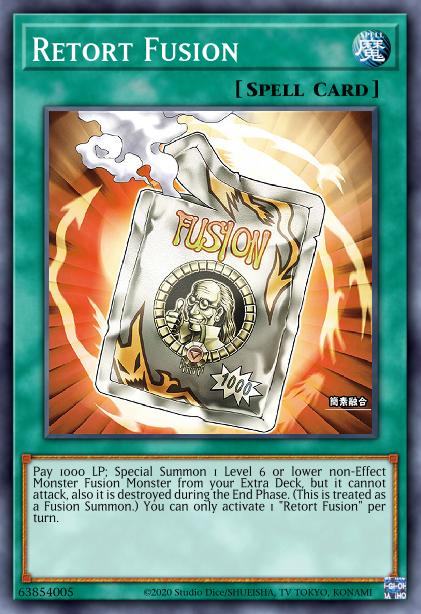 Retort Fusion
SPELL
魔
[ Spell Card ]
FUSION
1000
簡素融合
Pay 1000 LP; Special Summon 1 Level 6 or lower non-Effect
Monster Fusion Monster from your Extra Deck, but it cannot
attack, also it is destroyed during the End Phase. (This is treated as
a Fusion Summon.) You can only activate 1 "Retort Fusion" per
turn.
63854005
©2020 Studio Dice/SHUEISHA, TV TOKYO, KONAMI